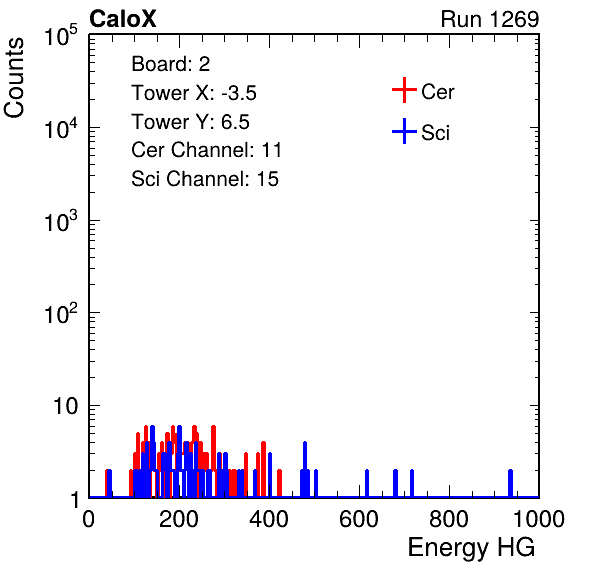 CaloX Run 1269
Counts
Board: 2
Tower X: -3.5
Tower Y: 6.5
Cer Channel: 11
Sci Channel: 15
Cer
Sci
10^5
10^4
10^3
10^2
10
1
0 200 400 600 800 1000
Energy HG